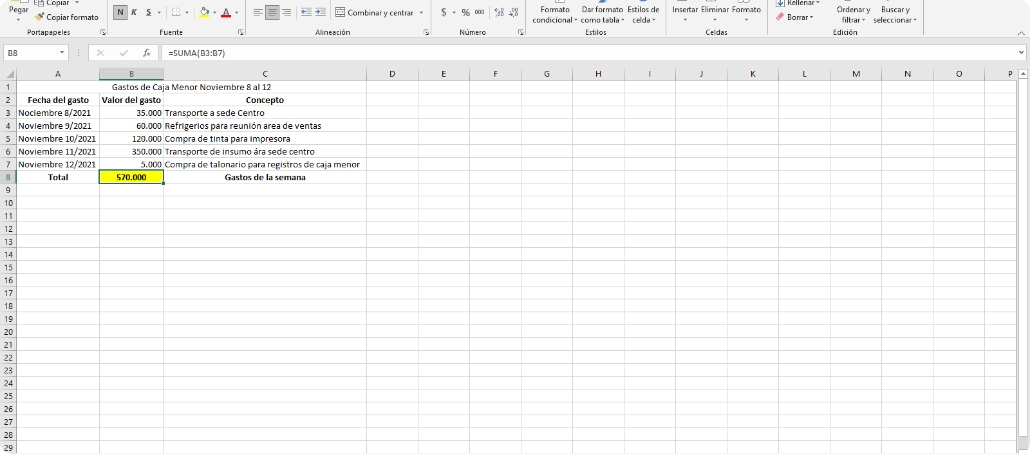 Copiar
Pegar
Copiar formato
N K S A
Combinar y centrar
$ % 000
Formato condicional
Dar formato como tabla
Estilos de celda
Insertar Eliminar Formato
Rellenar
Borrar
Ordenar y filtrar
Buscar y seleccionar
Portapapeles Fuente Alineación Número Estilos Celdas Edición
B8 fx =SUMA(B3:B7)
A B C D E F G H I J K L M N O P
1 Gastos de Caja Menor Noviembre 8 al 12
2 Fecha del gasto Valor del gasto Concepto
3 Nociembre 8/2021 35.000 Transporte a sede Centro
4 Noviembre 9/2021 60.000 Refrigerios para reunión area de ventas
5 Noviembre 10/2021 120.000 Compra de tinta para impresora
6 Noviembre 11/2021 350.000 Transporte de insumo ára sede centro
7 Noviembre 12/2021 5.000 Compra de talonario para registros de caja menor
8 Total 570.000 Gastos de la semana
9
10
11
12
13
14
15
16
17
18
19
20
21
22
23
24
25
26
27
28
29